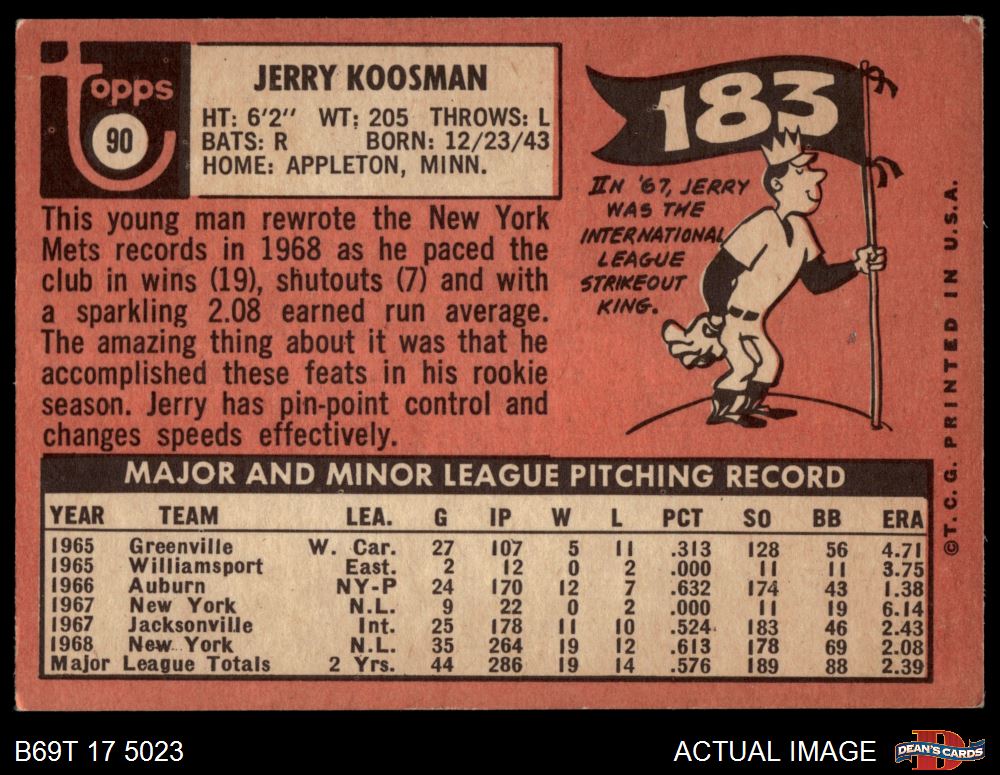 topps
90
JERRY KOOSMAN
HT: 6'2" WT: 205 THROWS: L
BATS: R BORN: 12/23/43
HOME: APPLETON, MINN.
This young man rewrote the New York
Mets records in 1968 as he paced the
club in wins (19), shutouts (7) and with
a sparkling 2.08 earned run average.
The amazing thing about it was that he
accomplished these feats in his rookie
season. Jerry has pin-point control and
changes speeds effectively.
183
IN '67, JERRY
WAS THE
INTERNATIONAL
LEAGUE
STRIKEOUT
KING.
©T. C. G. PRINTED IN U.S.A.
MAJOR AND MINOR LEAGUE PITCHING RECORD
YEAR TEAM LEA. G IP W L PCT SO BB ERA
1965 Greenville W. Car. 27 107 5 11 .313 128 56 4.71
1965 Williamsport East. 2 12 0 2 .000 11 11 3.75
1966 Auburn NY-P 24 170 12 7 .632 174 43 1.38
1967 New York N.L. 9 22 0 2 .000 11 19 6.14
1967 Jacksonville Int. 25 178 11 10 .524 183 46 2.43
1968 New York N.L. 35 264 19 12 .613 178 69 2.08
Major League Totals 2 Yrs. 44 286 19 14 .576 189 88 2.39
B69T 17 5023
ACTUAL IMAGE
D
DEAN'S CARDS